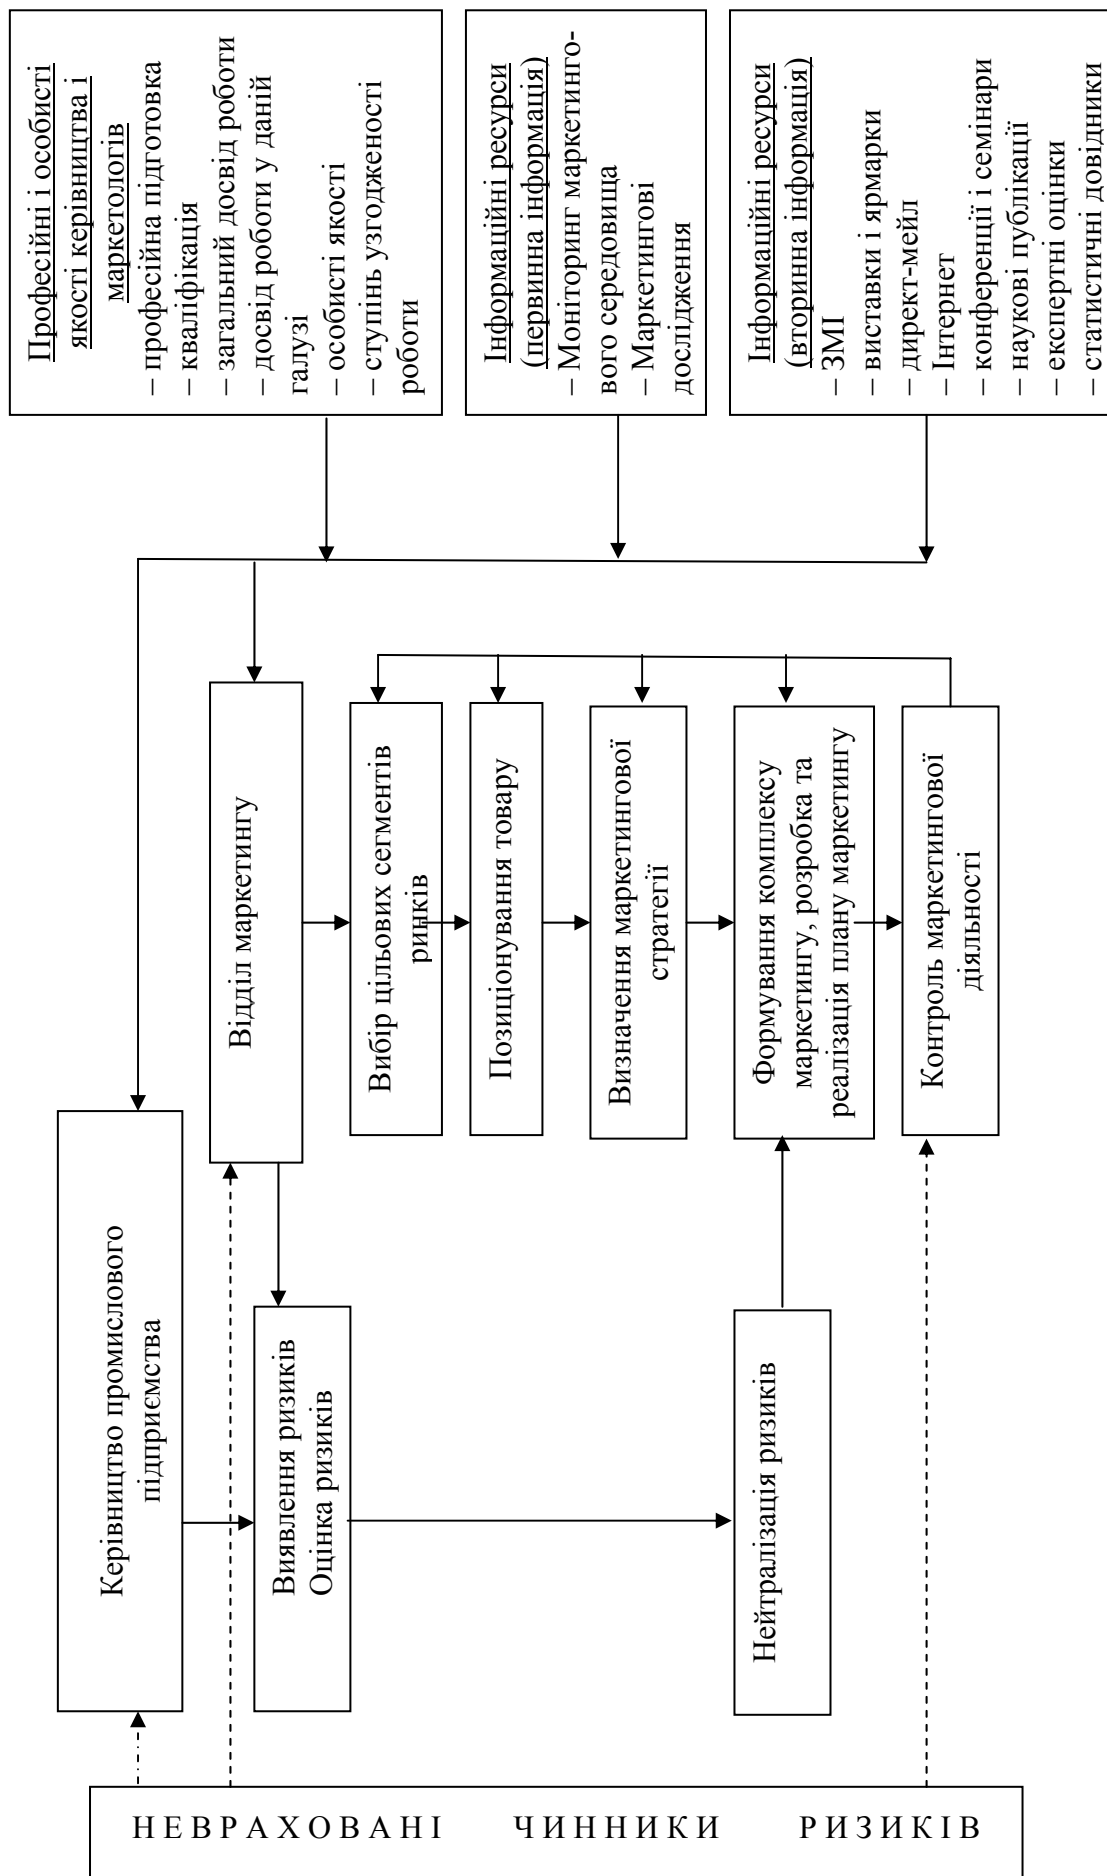 Професійні і особисті
якості керівництва і
маркетологів
– професійна підготовка
– кваліфікація
– загальний досвід роботи
– досвід роботи у даній
галузі
– особисті якості
– ступінь узгодженості
роботи
Інформаційні ресурси
(первинна інформація)
– Моніторинг маркетинго-
вого середовища
– Маркетингові
дослідження
Інформаційні ресурси
(вторинна інформація)
– ЗМІ
– виставки і ярмарки
– директ-мейл
– Інтернет
– конференції і семінари
– наукові публікації
– експертні оцінки
– статистичні довідники
Відділ маркетингу
Вибір цільових сегментів
ринків
Позиціонування товару
Визначення маркетингової
стратегії
Формування комплексу
маркетингу, розробка та
реалізація плану маркетингу
Контроль маркетингової
діяльності
Керівництво промислового
підприємства
Виявлення ризиків
Оцінка ризиків
Нейтралізація ризиків
НЕВРАХОВАНІ ЧИННИКИ РИЗИКІВ